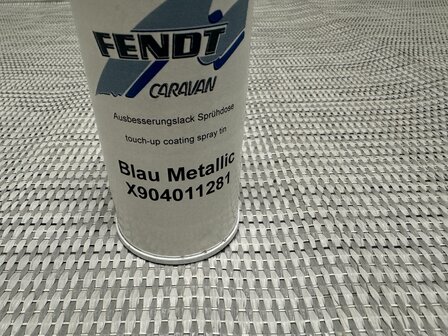 FENDT
CARAVAN
Ausbesserungslack Sprühdose
touch-up coating spray tin
Blau Metallic
X904011281